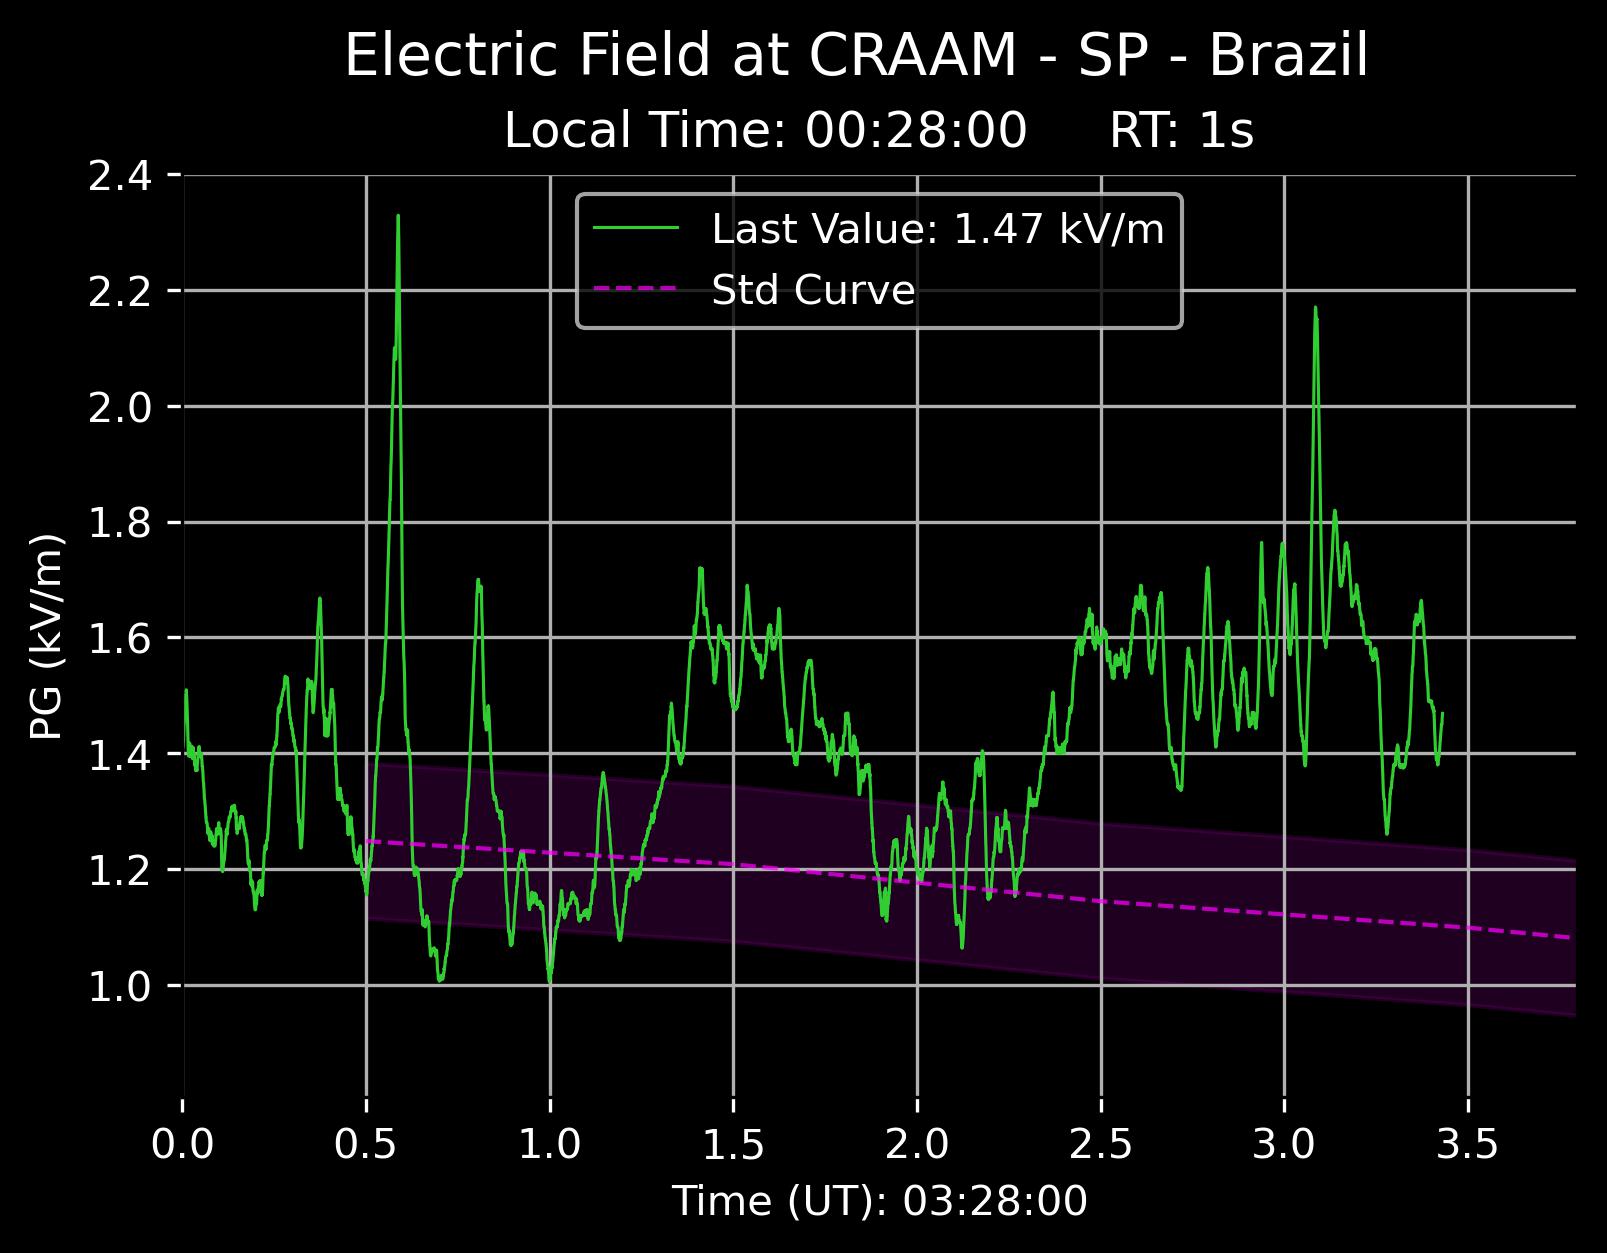 Electric Field at CRAAM - SP - Brazil
Local Time: 00:28:00 RT: 1s
Last Value: 1.47 kV/m
Std Curve
PG (kV/m)
2.4
2.2
2.0
1.8
1.6
1.4
1.2
1.0
0.0 0.5 1.0 1.5 2.0 2.5 3.0 3.5
Time (UT): 03:28:00